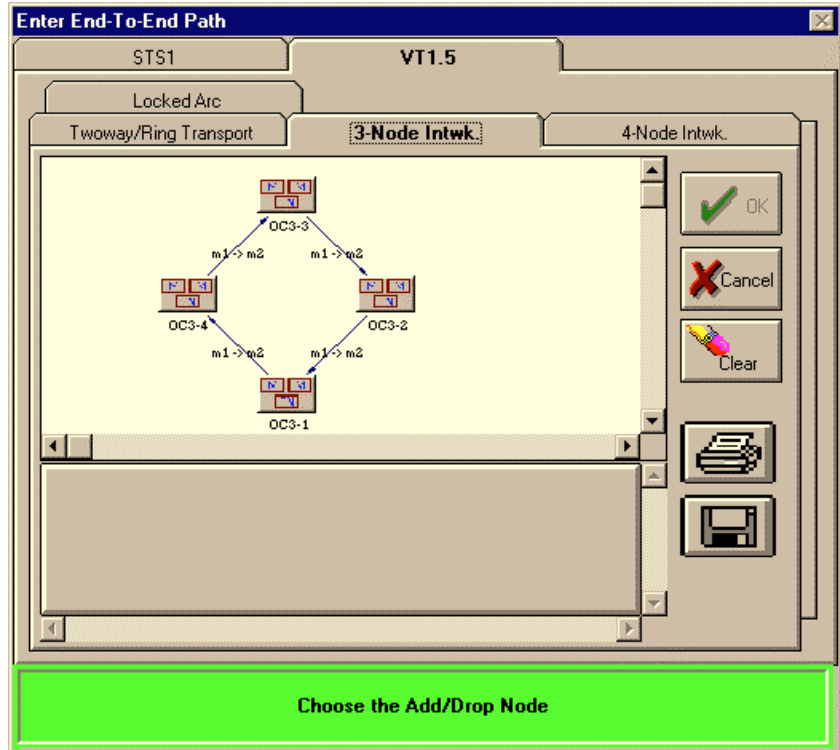 Enter End-To-End Path
STS1 VT1.5
Locked Arc
Twoway/Ring Transport 3-Node Intwk. 4-Node Intwk.
OK
OC3-3
m1 -> m2 m1 -> m2
Cancel
OC3-4 OC3-2
m1 -> m2 m1 -> m2
Clear
OC3-1
Choose the Add/Drop Node